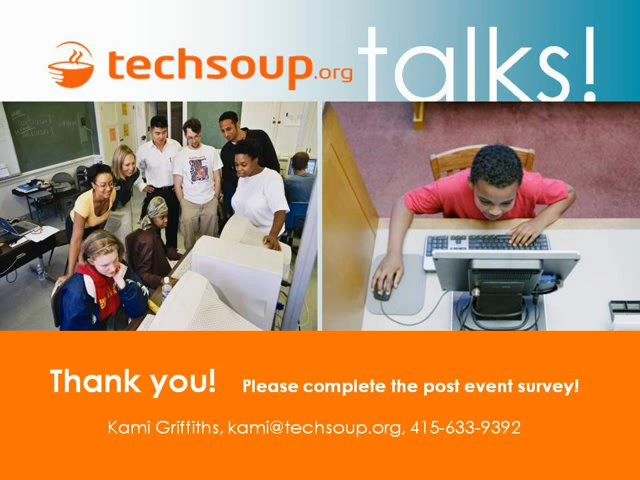 techsoup.org talks!
Thank you! Please complete the post event survey!
Kami Griffiths, kami@techsoup.org, 415-633-9392